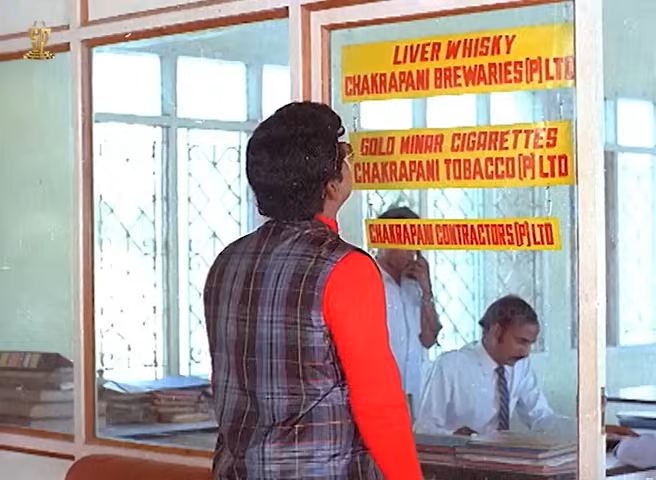 LIVER WHISKY
CHAKRAPANI BREWARIES (P) LTD
GOLD MINAR CIGARETTES
CHAKRAPANI TOBACCO (P) LTD
CHAKRAPANI CONTRACTORS (P) LTD